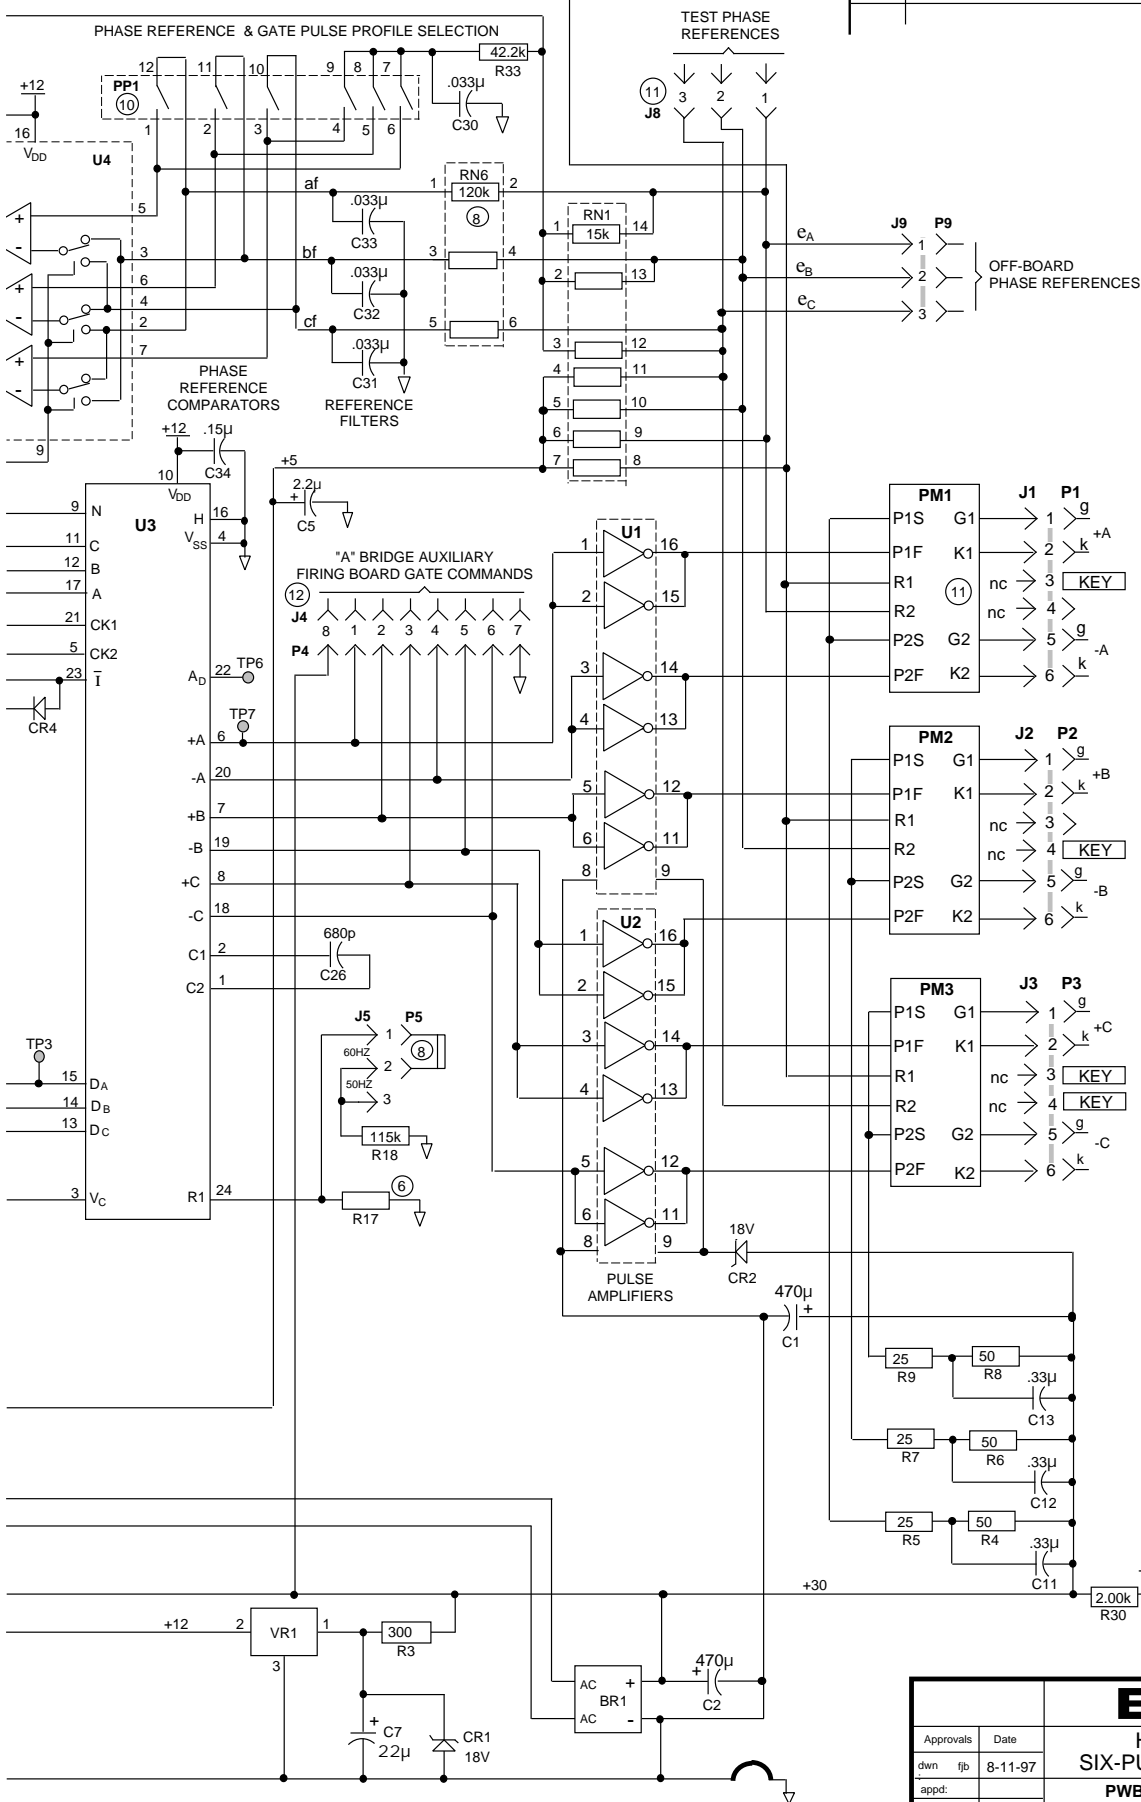 TEST PHASE
REFERENCES
PHASE REFERENCE & GATE PULSE PROFILE SELECTION
42.2k
R33
12 11 10 9 8 7
PP1
10
.033µ
C30
11
J8
3 2 1
+12
16
VDD
U4
1 2 3 4 5 6
RN6
1 120k 2
8
af
.033µ
C33
5
RN1
1 15k 14
3
bf
3 4
.033µ
C32
2 13
6
4
2
cf
5 6
.033µ
C31
7
3 12
4 11
5 10
6 9
7 8
eA
eB
eC
J9 P9
1
2
3
OFF-BOARD
PHASE REFERENCES
PHASE
REFERENCE
COMPARATORS
REFERENCE
FILTERS
9
+12
.15µ
C34
+5
2.2µ
+
C5
10
VDD
U3
9 N
11 C
12 B
17 A
21 CK1
5 CK2
23 I
CR4
H 16
VSS 4
AD 22 TP6
TP7
+A 6
-A 20
+B 7
-B 19
+C 8
-C 18
C1 2
C2 1
680p
C26
TP3
15 DA
14 DB
13 DC
3 VC
R1 24
"A" BRIDGE AUXILIARY
FIRING BOARD GATE COMMANDS
12
J4
8 1 2 3 4 5 6 7
P4
J5 P5
1
60HZ
2
8
50HZ
3
115k
R18
6
R17
U1
1 16
2 15
3 14
4 13
5 12
6 11
8 9
U2
1 16
2 15
3 14
4 13
5 12
6 11
8 9
PULSE
AMPLIFIERS
PM1 J1 P1
P1S G1 1 g
+A
P1F K1 2 k
R1 nc 3 KEY
11
R2 nc 4
P2S G2 5 g
-A
P2F K2 6 k
PM2 J2 P2
P1S G1 1 g
+B
P1F K1 2 k
R1 nc 3
R2 nc 4 KEY
P2S G2 5 g
-B
P2F K2 6 k
PM3 J3 P3
P1S G1 1 g
+C
P1F K1 2 k
R1 nc 3 KEY
R2 nc 4 KEY
P2S G2 5 g
-C
P2F K2 6 k
18V
CR2
470µ
+
C1
25 50
R9 R8
.33µ
C13
25 50
R7 R6
.33µ
C12
25 50
R5 R4
.33µ
C11
+30
2.00k
R30
+12 2 VR1 1 300
R3
3
+
C7
22µ
CR1
18V
AC +
BR1
AC -
+ 470µ
C2
Approvals Date
dwn fjb 8-11-97
:
appd:
SIX-PU
PWB
E
H